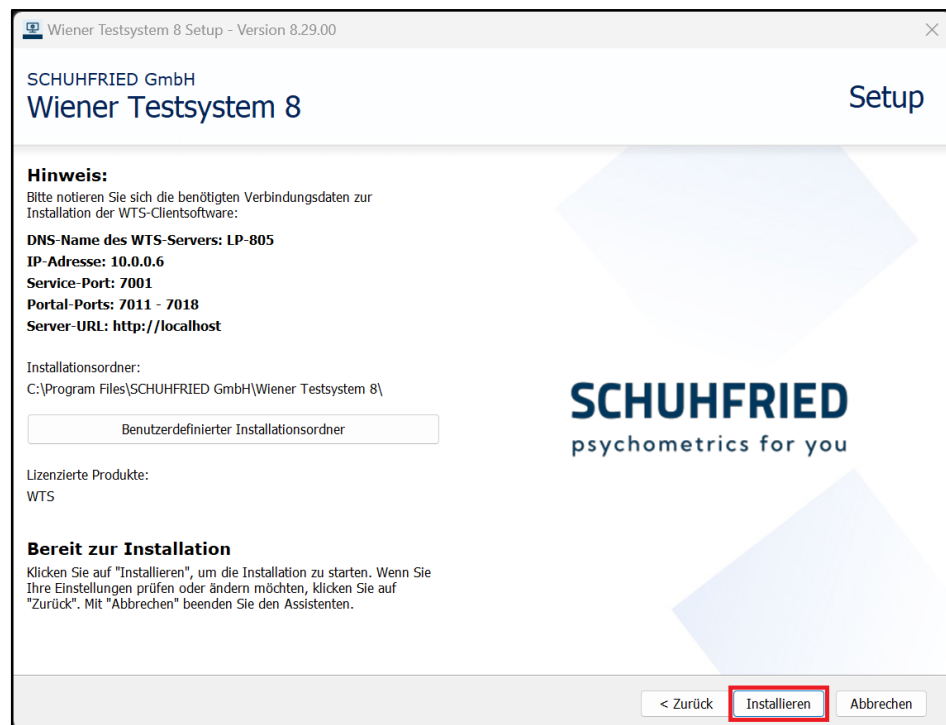 Wiener Testsystem 8 Setup - Version 8.29.00
SCHUHFRIED GmbH
Wiener Testsystem 8
Setup
Hinweis:
Bitte notieren Sie sich die benötigten Verbindungsdaten zur
Installation der WTS-Clientsoftware:
DNS-Name des WTS-Servers: LP-805
IP-Adresse: 10.0.0.6
Service-Port: 7001
Portal-Ports: 7011 - 7018
Server-URL: http://localhost
Installationsordner:
C:\Program Files\SCHUHFRIED GmbH\Wiener Testsystem 8\
Benutzerdefinierter Installationsordner
Lizenzierte Produkte:
WTS
Bereit zur Installation
Klicken Sie auf "Installieren", um die Installation zu starten. Wenn Sie
Ihre Einstellungen prüfen oder ändern möchten, klicken Sie auf
"Zurück". Mit "Abbrechen" beenden Sie den Assistenten.
SCHUHFRIED
psychometrics for you
< Zurück
Installieren
Abbrechen